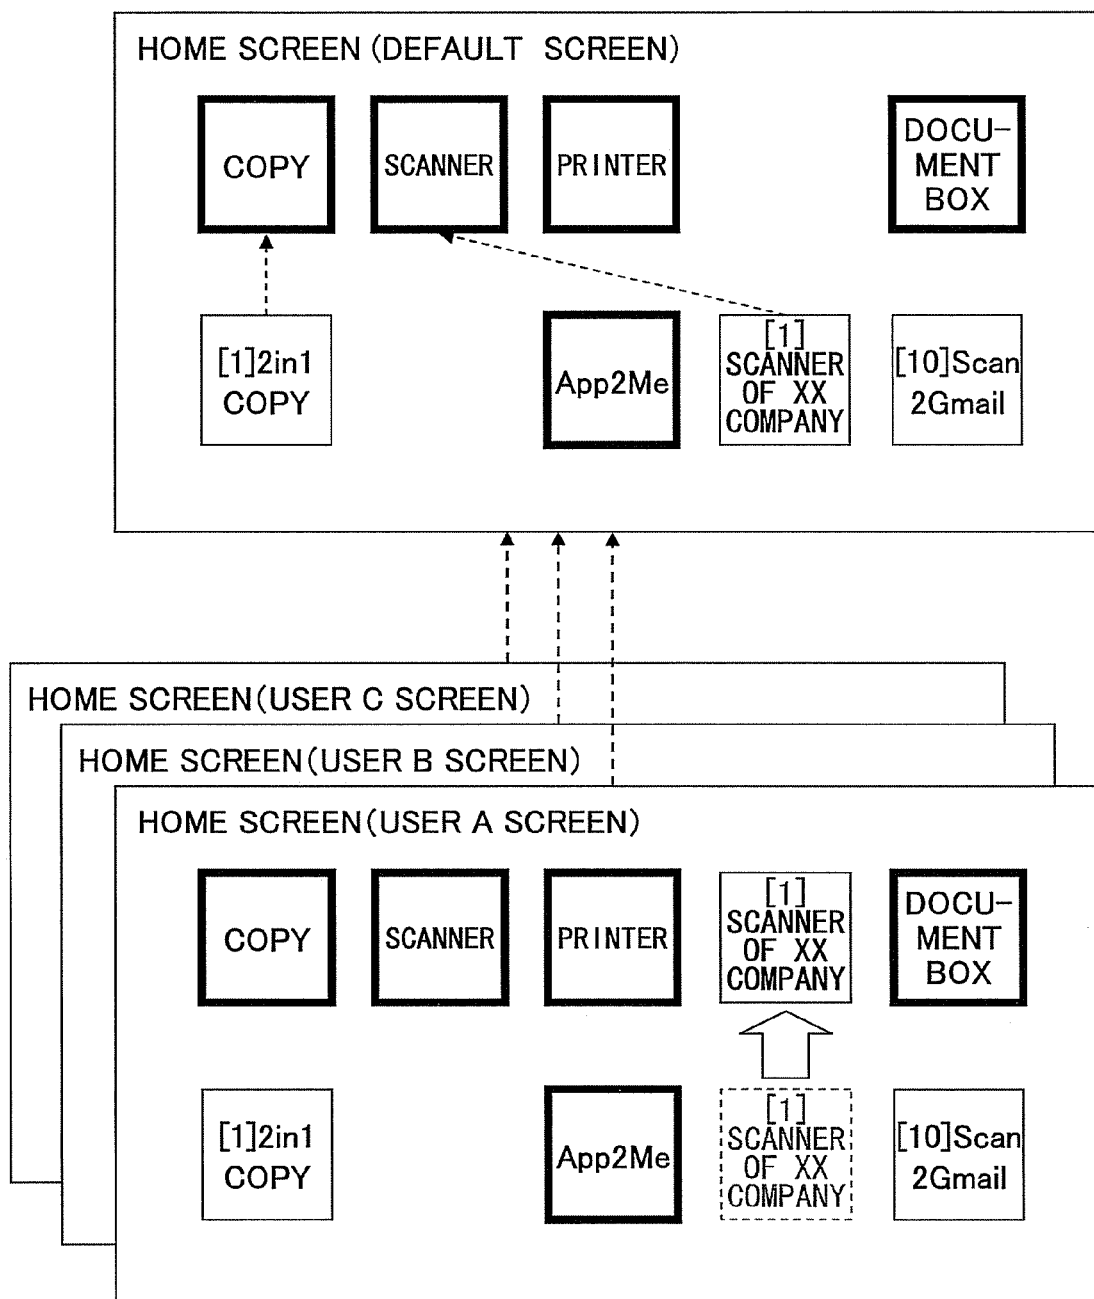 HOME SCREEN (DEFAULT SCREEN)
COPY
SCANNER
PRINTER
DOCU-
MENT
BOX
[1]2in1
COPY
App2Me
[1]
SCANNER
OF XX
COMPANY
[10]Scan
2Gmail
HOME SCREEN(USER C SCREEN)
HOME SCREEN(USER B SCREEN)
HOME SCREEN(USER A SCREEN)
COPY
SCANNER
PRINTER
[1]
SCANNER
OF XX
COMPANY
DOCU-
MENT
BOX
[1]2in1
COPY
App2Me
[1]
SCANNER
OF XX
COMPANY
[10]Scan
2Gmail